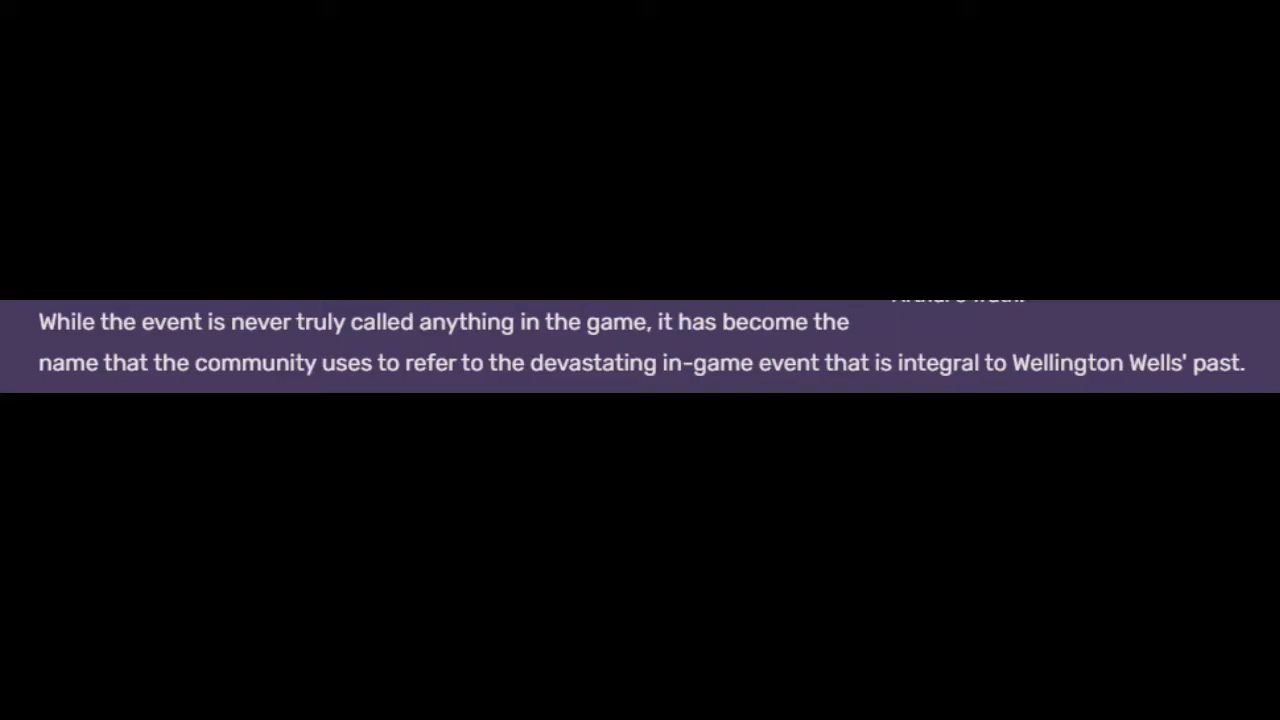 While the event is never truly called anything in the game, it has become the
name that the community uses to refer to the devastating in-game event that is integral to Wellington Wells' past.